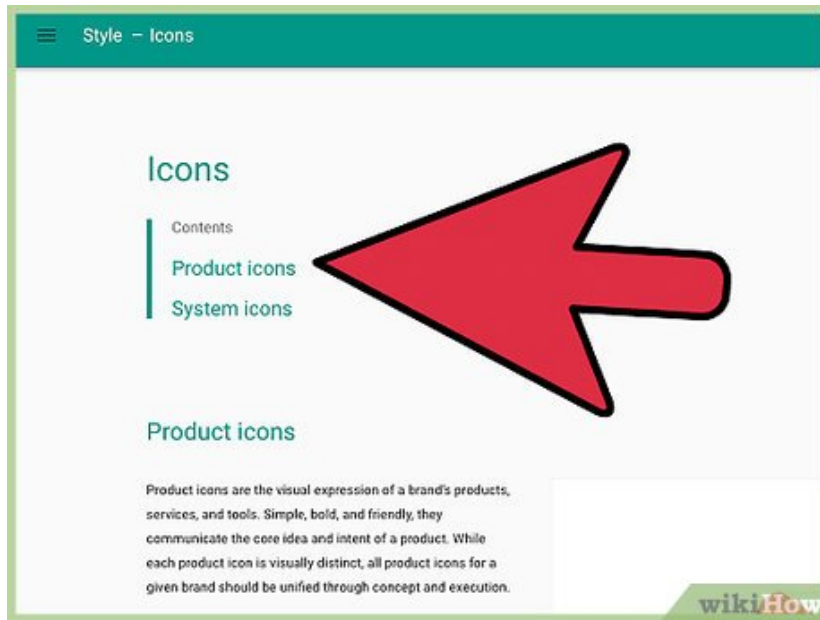 Style – Icons
Icons
Contents
Product icons
System icons
Product icons
Product icons are the visual expression of a brand's products,
services, and tools. Simple, bold, and friendly, they
communicate the core idea and intent of a product. While
each product icon is visually distinct, all product icons for a
given brand should be unified through concept and execution.
wikiHow